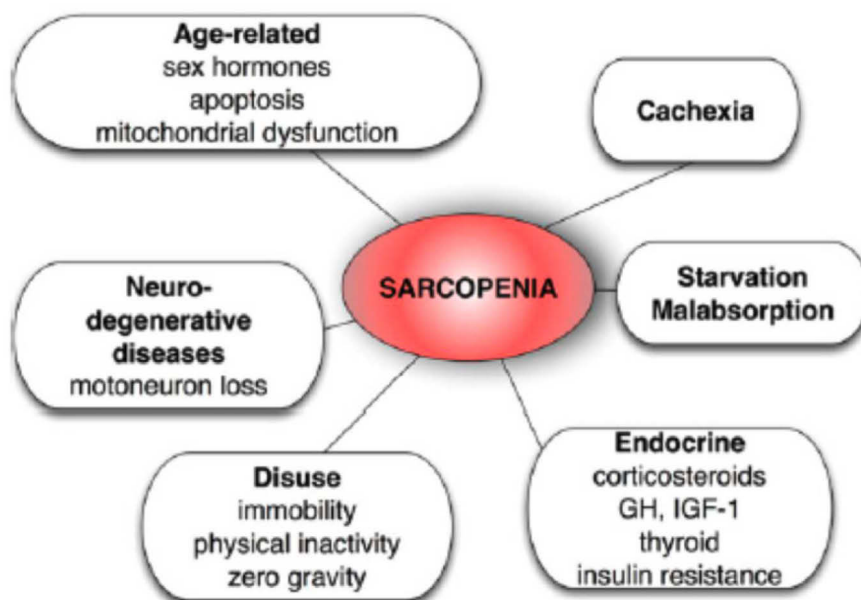 Age-related
sex hormones
apoptosis
mitochondrial dysfunction
Cachexia
SARCOPENIA
Starvation
Malabsorption
Neuro-
degenerative
diseases
motoneuron loss
Disuse
immobility
physical inactivity
zero gravity
Endocrine
corticosteroids
GH, IGF-1
thyroid
insulin resistance